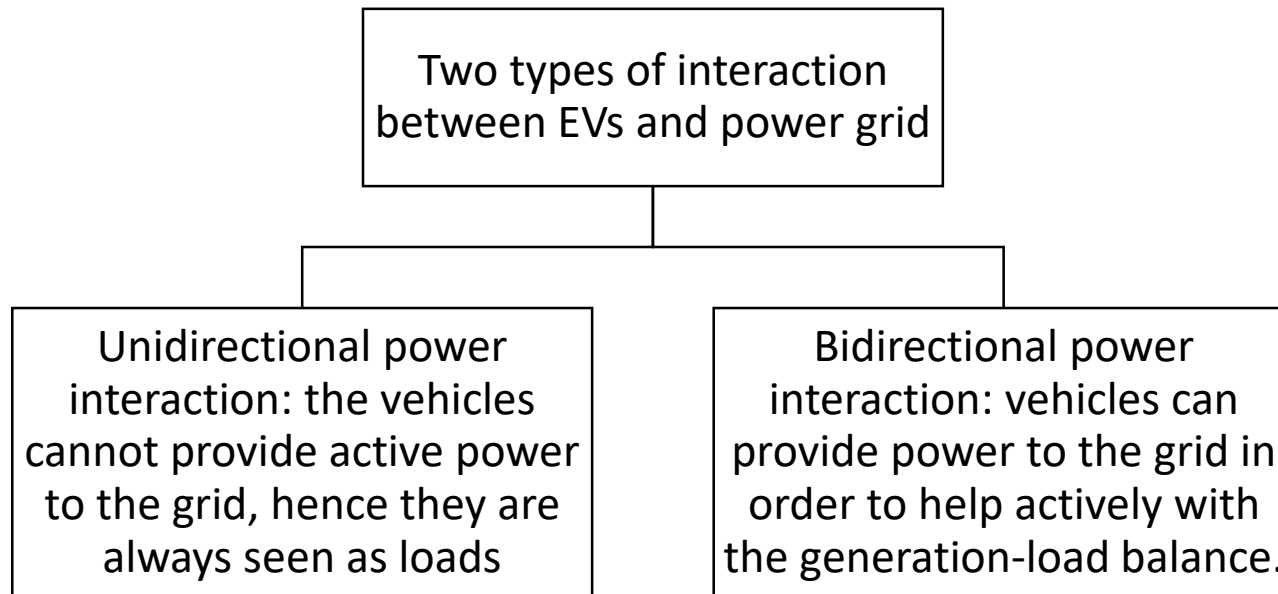 Two types of interaction
between EVs and power grid
Unidirectional power
interaction: the vehicles
cannot provide active power
to the grid, hence they are
always seen as loads
Bidirectional power
interaction: vehicles can
provide power to the grid in
order to help actively with
the generation-load balance.